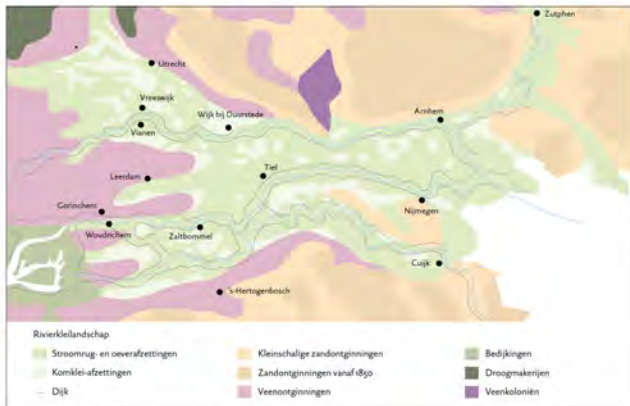 Zutphen
Utrecht
Vreeswijk
Vianen
Wijk bij Duurstede
Arnhem
Leerdam
Tiel
Gorinchem
Woudrichem
Zaltbommel
Nijmegen
Cuijk
's-Hertogenbosch
Rivierkleilandschap
Stroomrug- en oeverafzettingen
Komklei-afzettingen
Dijk
Kleinschalige zandontginningen
Zandontginningen vanaf 1850
Veenontginningen
Bedijkingen
Droogmakerijen
Veenkoloniën